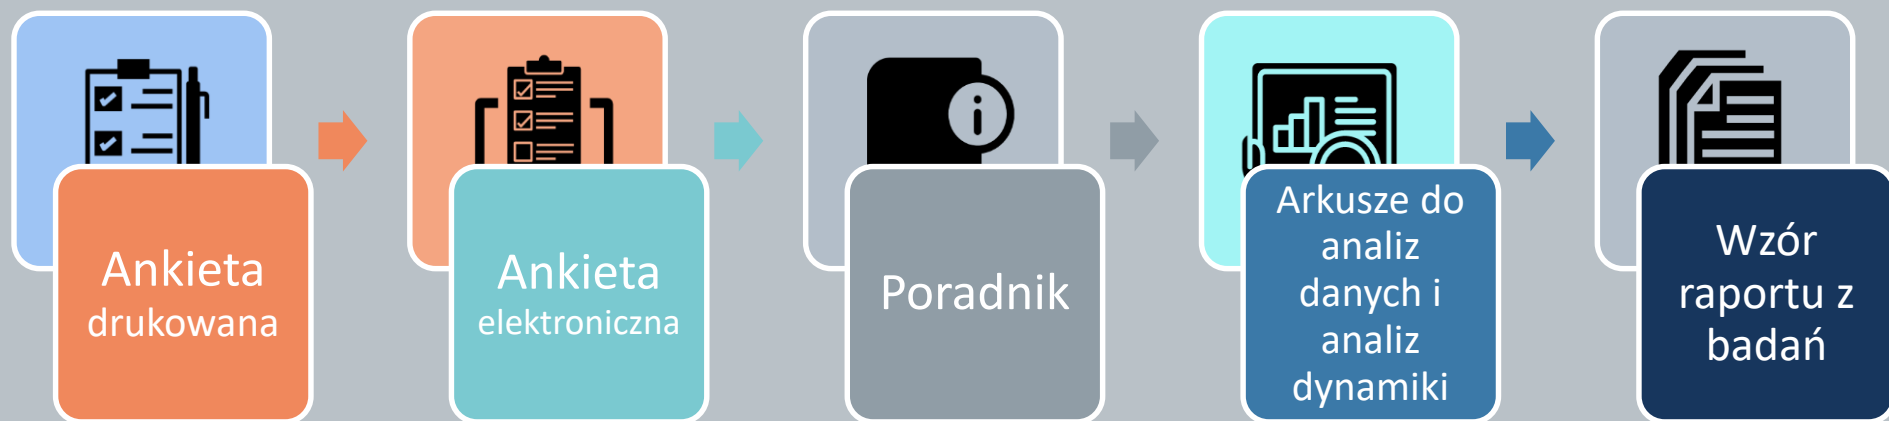 Ankieta
drukowana
Ankieta
elektroniczna
Poradnik
Arkusze do
analiz
danych i
analiz
dynamiki
Wzór
raportu z
badań